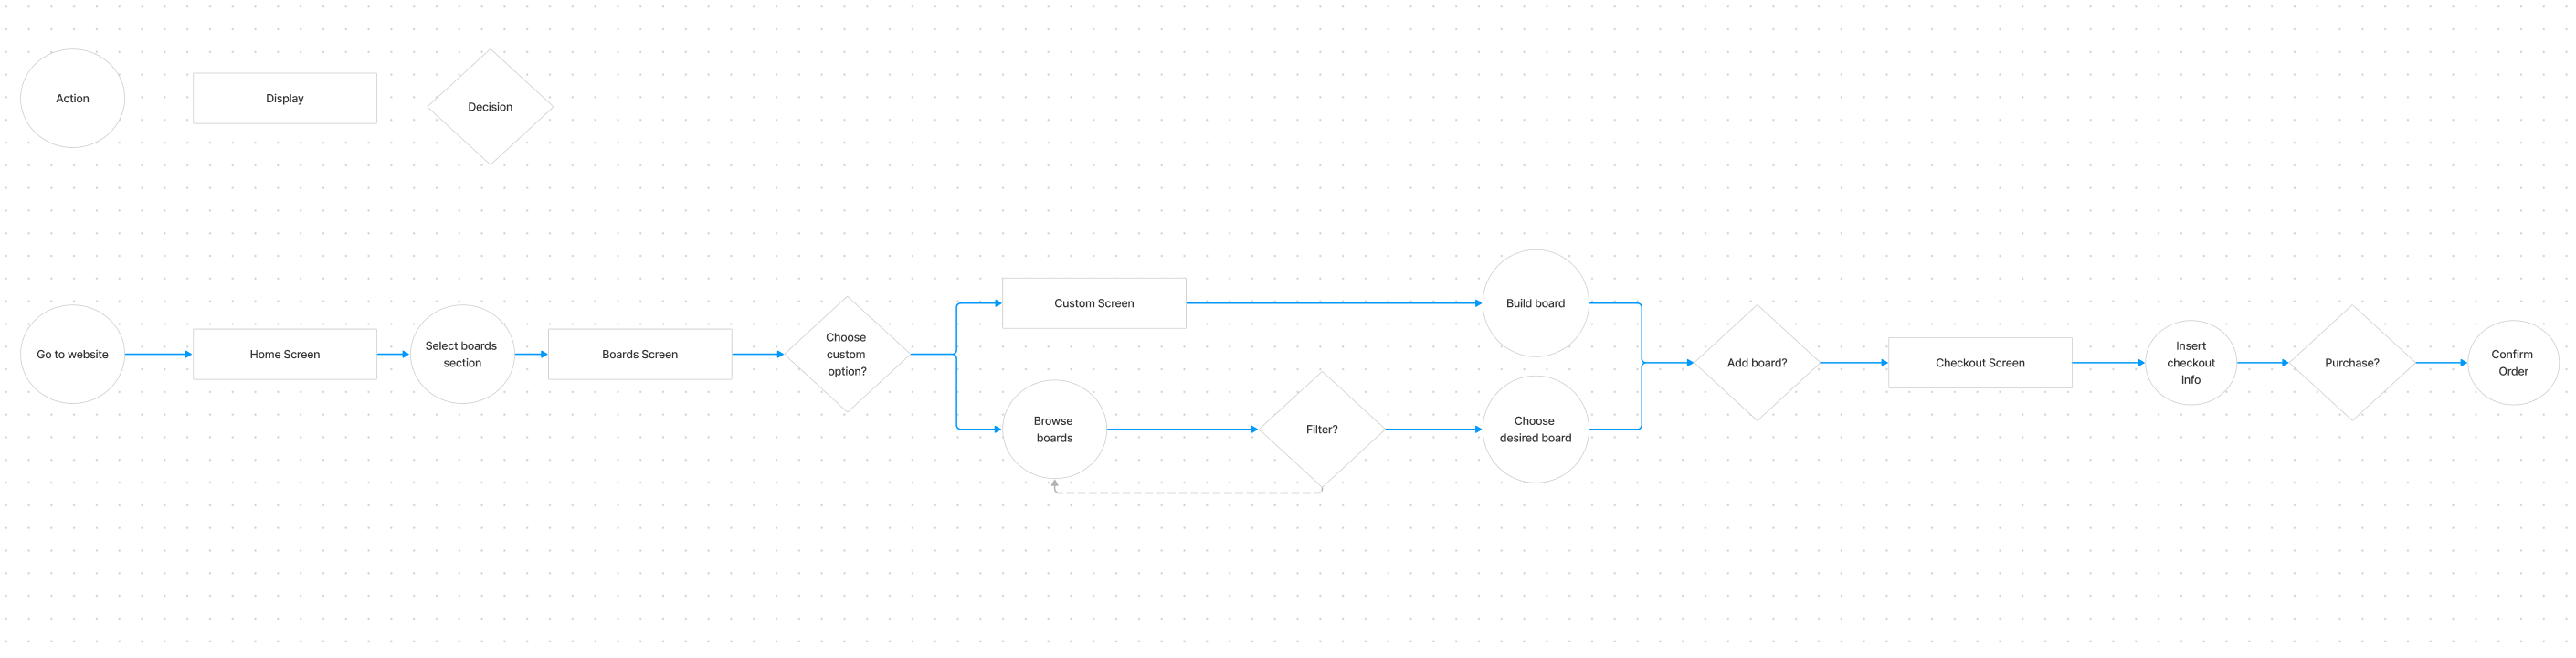 Action
Display
Decision
Go to website
Home Screen
Select boards
section
Boards Screen
Choose
custom
option?
Custom Screen
Build board
Browse
boards
Filter?
Choose
desired board
Add board?
Checkout Screen
Insert
checkout
info
Purchase?
Confirm
Order